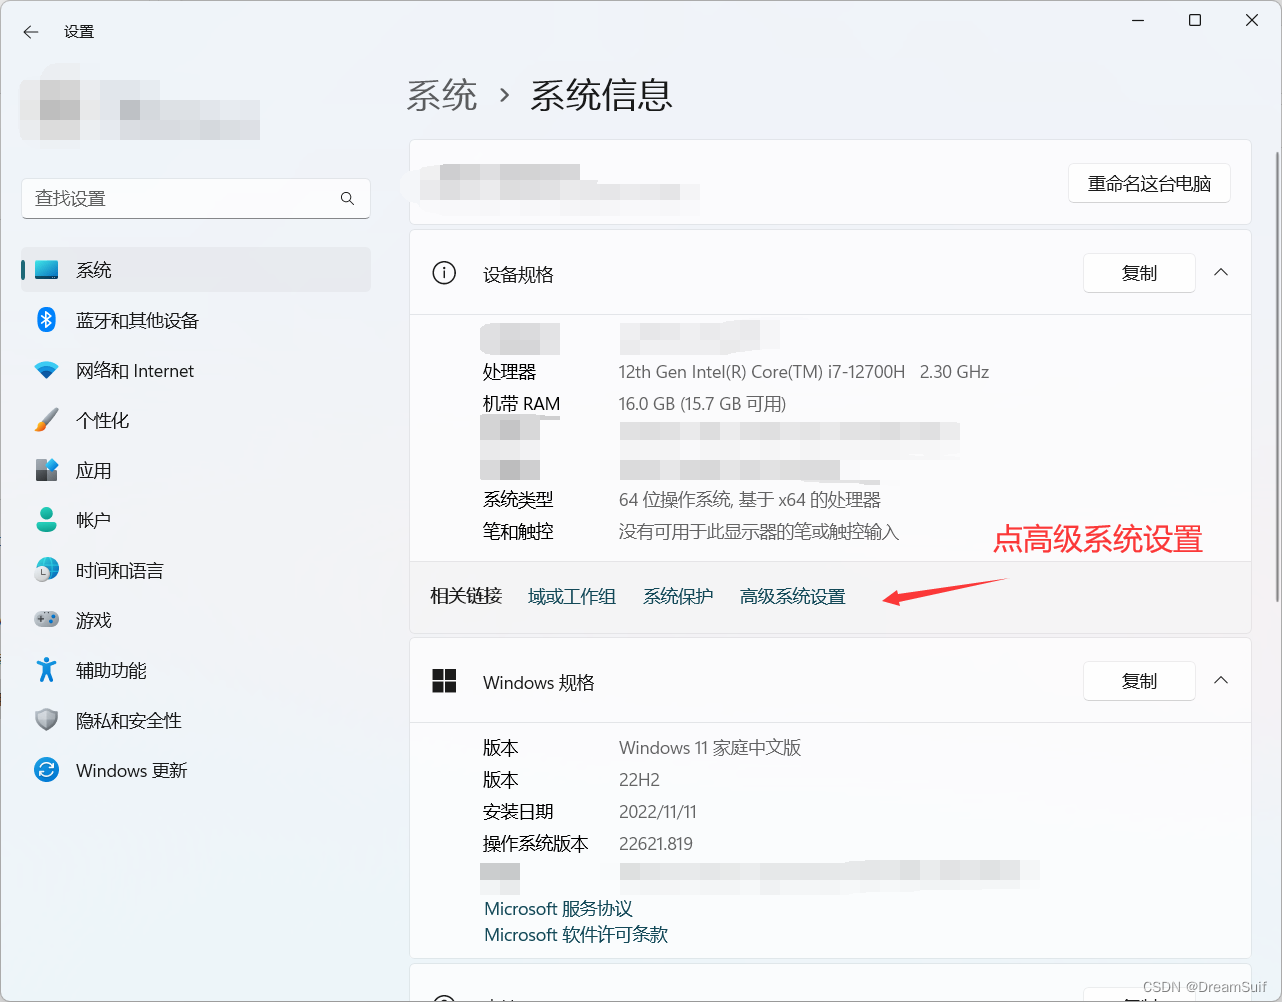 设置
系统 › 系统信息
重命名这台电脑
查找设置
设备规格
复制
系统
蓝牙和其他设备
网络和 Internet
个性化
应用
帐户
时间和语言
游戏
辅助功能
隐私和安全性
Windows 更新
处理器 12th Gen Intel(R) Core(TM) i7-12700H 2.30 GHz
机带 RAM 16.0 GB (15.7 GB 可用)
系统类型 64 位操作系统, 基于 x64 的处理器
笔和触控 没有可用于此显示器的笔或触控输入
点高级系统设置
相关链接 域或工作组 系统保护 高级系统设置
Windows 规格
复制
版本 Windows 11 家庭中文版
版本 22H2
安装日期 2022/11/11
操作系统版本 22621.819
Microsoft 服务协议
Microsoft 软件许可条款
CSDN @DreamSuif